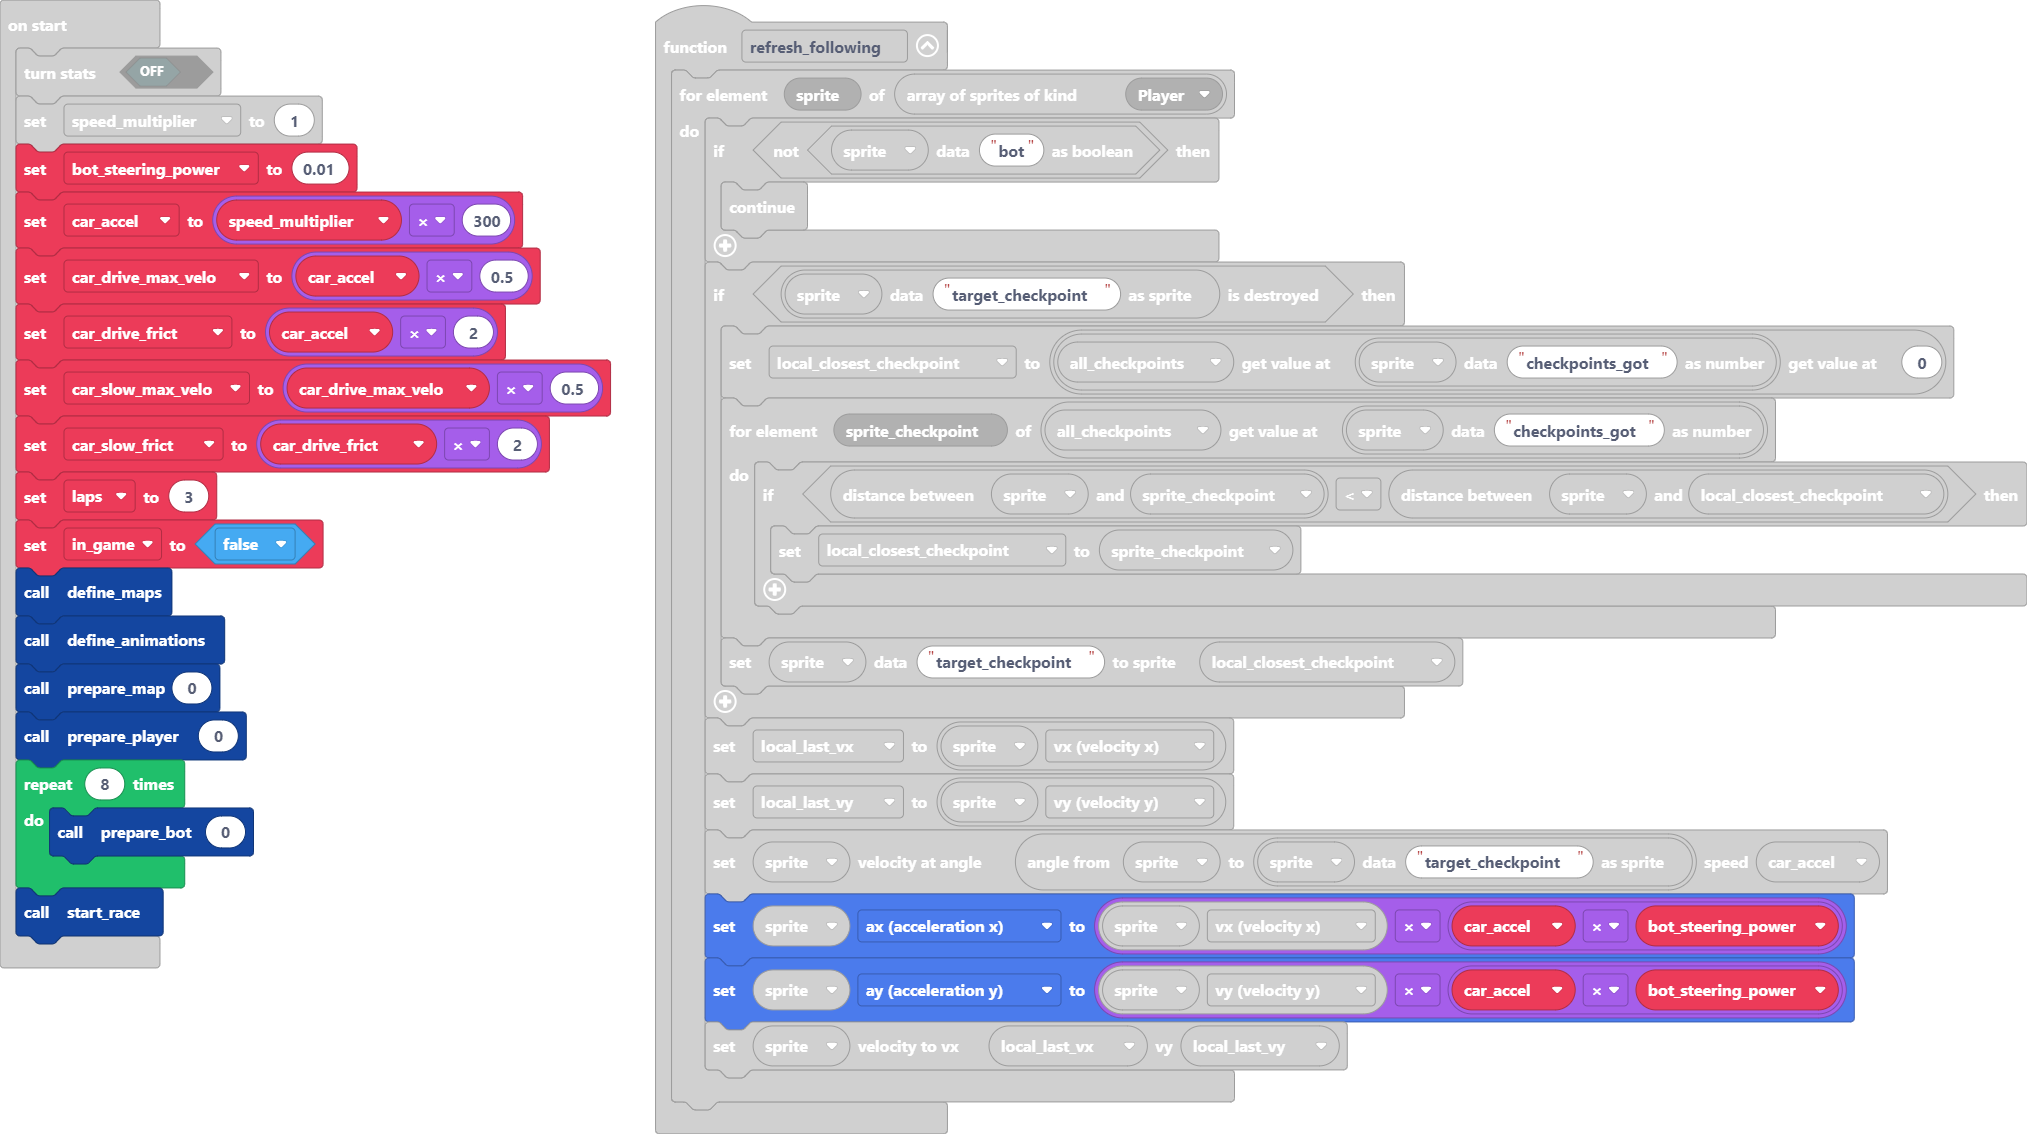 on start
turn stats OFF
set speed_multiplier to 1
set bot_steering_power to 0.01
set car_accel to speed_multiplier × 300
set car_drive_max_velo to car_accel × 0.5
set car_drive_frict to car_accel × 2
set car_slow_max_velo to car_drive_max_velo × 0.5
set car_slow_frict to car_drive_frict × 2
set laps to 3
set in_game to false
call define_maps
call define_animations
call prepare_map 0
call prepare_player 0
repeat 8 times
do call prepare_bot 0
call start_race
function refresh_following
for element sprite of array of sprites of kind Player
do
if not sprite data "bot" as boolean then
continue
if sprite data "target_checkpoint" as sprite is destroyed then
set local_closest_checkpoint to all_checkpoints get value at sprite data "checkpoints_got" as number get value at 0
for element sprite_checkpoint of all_checkpoints get value at sprite data "checkpoints_got" as number
do
if distance between sprite and sprite_checkpoint < distance between sprite and local_closest_checkpoint then
set local_closest_checkpoint to sprite_checkpoint
set sprite data "target_checkpoint" to sprite local_closest_checkpoint
set local_last_vx to sprite vx (velocity x)
set local_last_vy to sprite vy (velocity y)
set sprite velocity at angle angle from sprite to sprite data "target_checkpoint" as sprite speed car_accel
set sprite ax (acceleration x) to sprite vx (velocity x) × car_accel × bot_steering_power
set sprite ay (acceleration y) to sprite vy (velocity y) × car_accel × bot_steering_power
set sprite velocity to vx local_last_vx vy local_last_vy